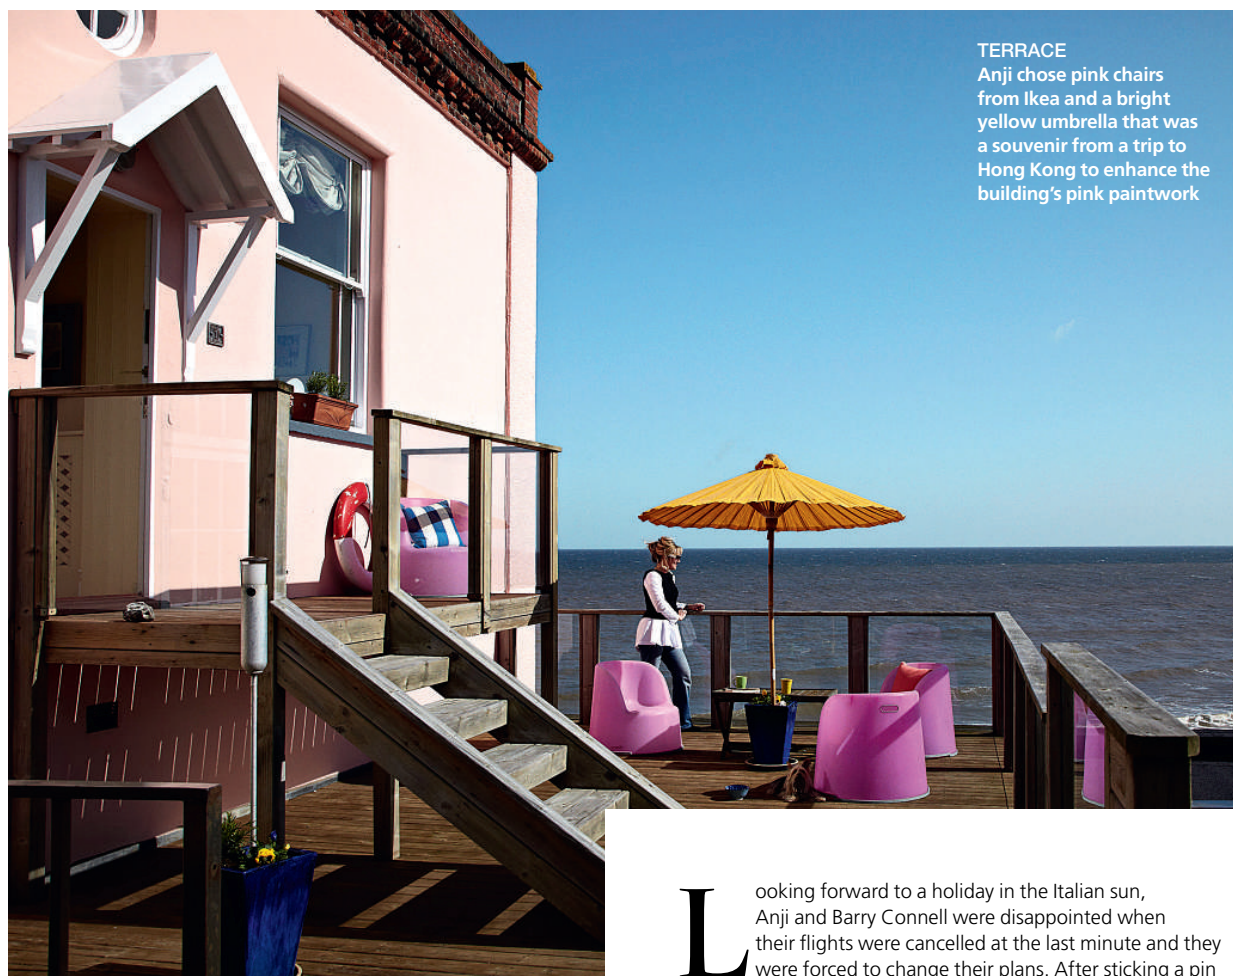 TERRACE
Anji chose pink chairs
from Ikea and a bright
yellow umbrella that was
a souvenir from a trip to
Hong Kong to enhance the
building's pink paintwork
Looking forward to a holiday in the Italian sun,
Anji and Barry Connell were disappointed when
their flights were cancelled at the last minute and they
were forced to change their plans. After sticking a pin